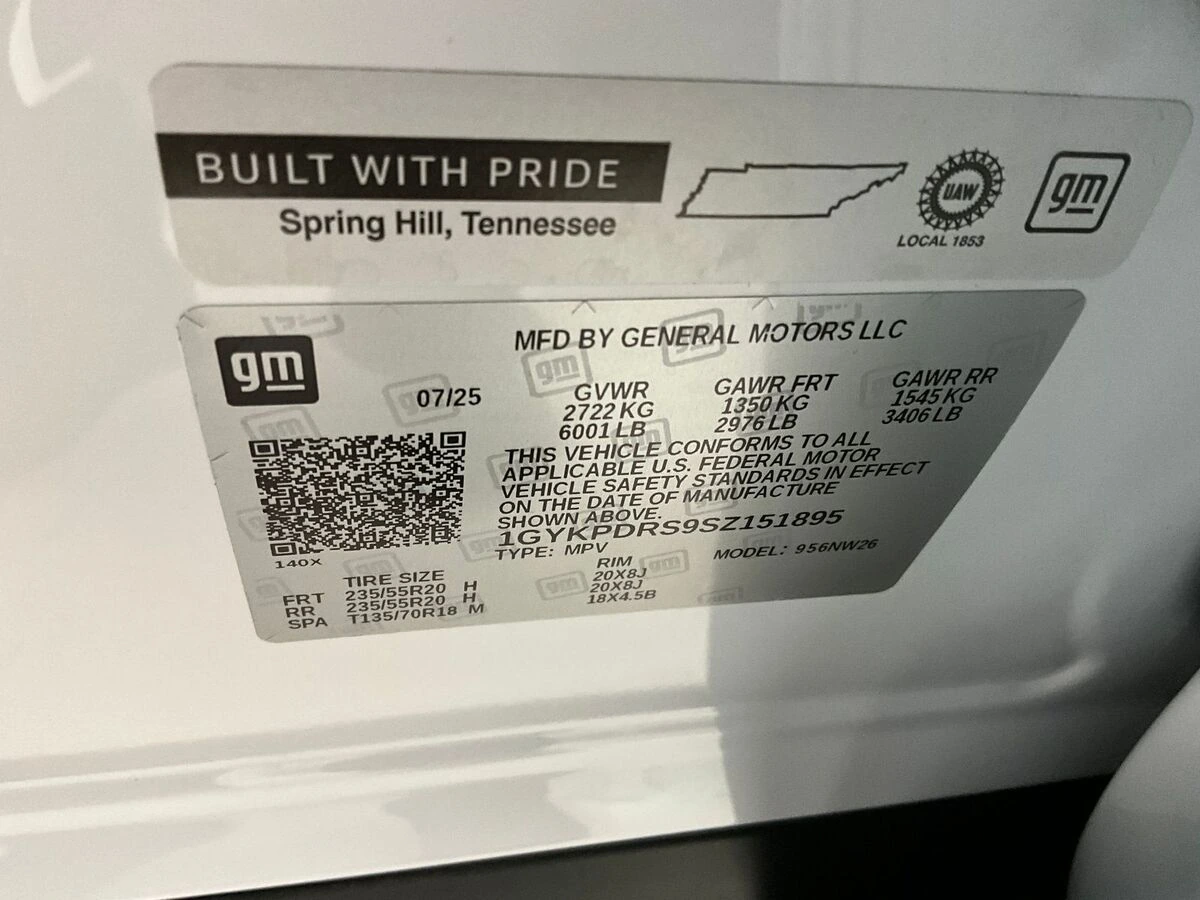 BUILT WITH PRIDE
Spring Hill, Tennessee
UAW
LOCAL 1853
gm
gm
MFD BY GENERAL MOTORS LLC
07/25
GVWR GAWR FRT GAWR RR
2722 KG 1350 KG 1545 KG
6001 LB 2976 LB 3406 LB
THIS VEHICLE CONFORMS TO ALL
APPLICABLE U.S. FEDERAL MOTOR
VEHICLE SAFETY STANDARDS IN EFFECT
ON THE DATE OF MANUFACTURE
SHOWN ABOVE.
1GYKPDRS9SZ151895
TYPE: MPV MODEL: 956NW26
140X
TIRE SIZE RIM
FRT 235/55R20 H 20X8J
RR 235/55R20 H 20X8J
SPA T135/70R18 M 18X4.5B